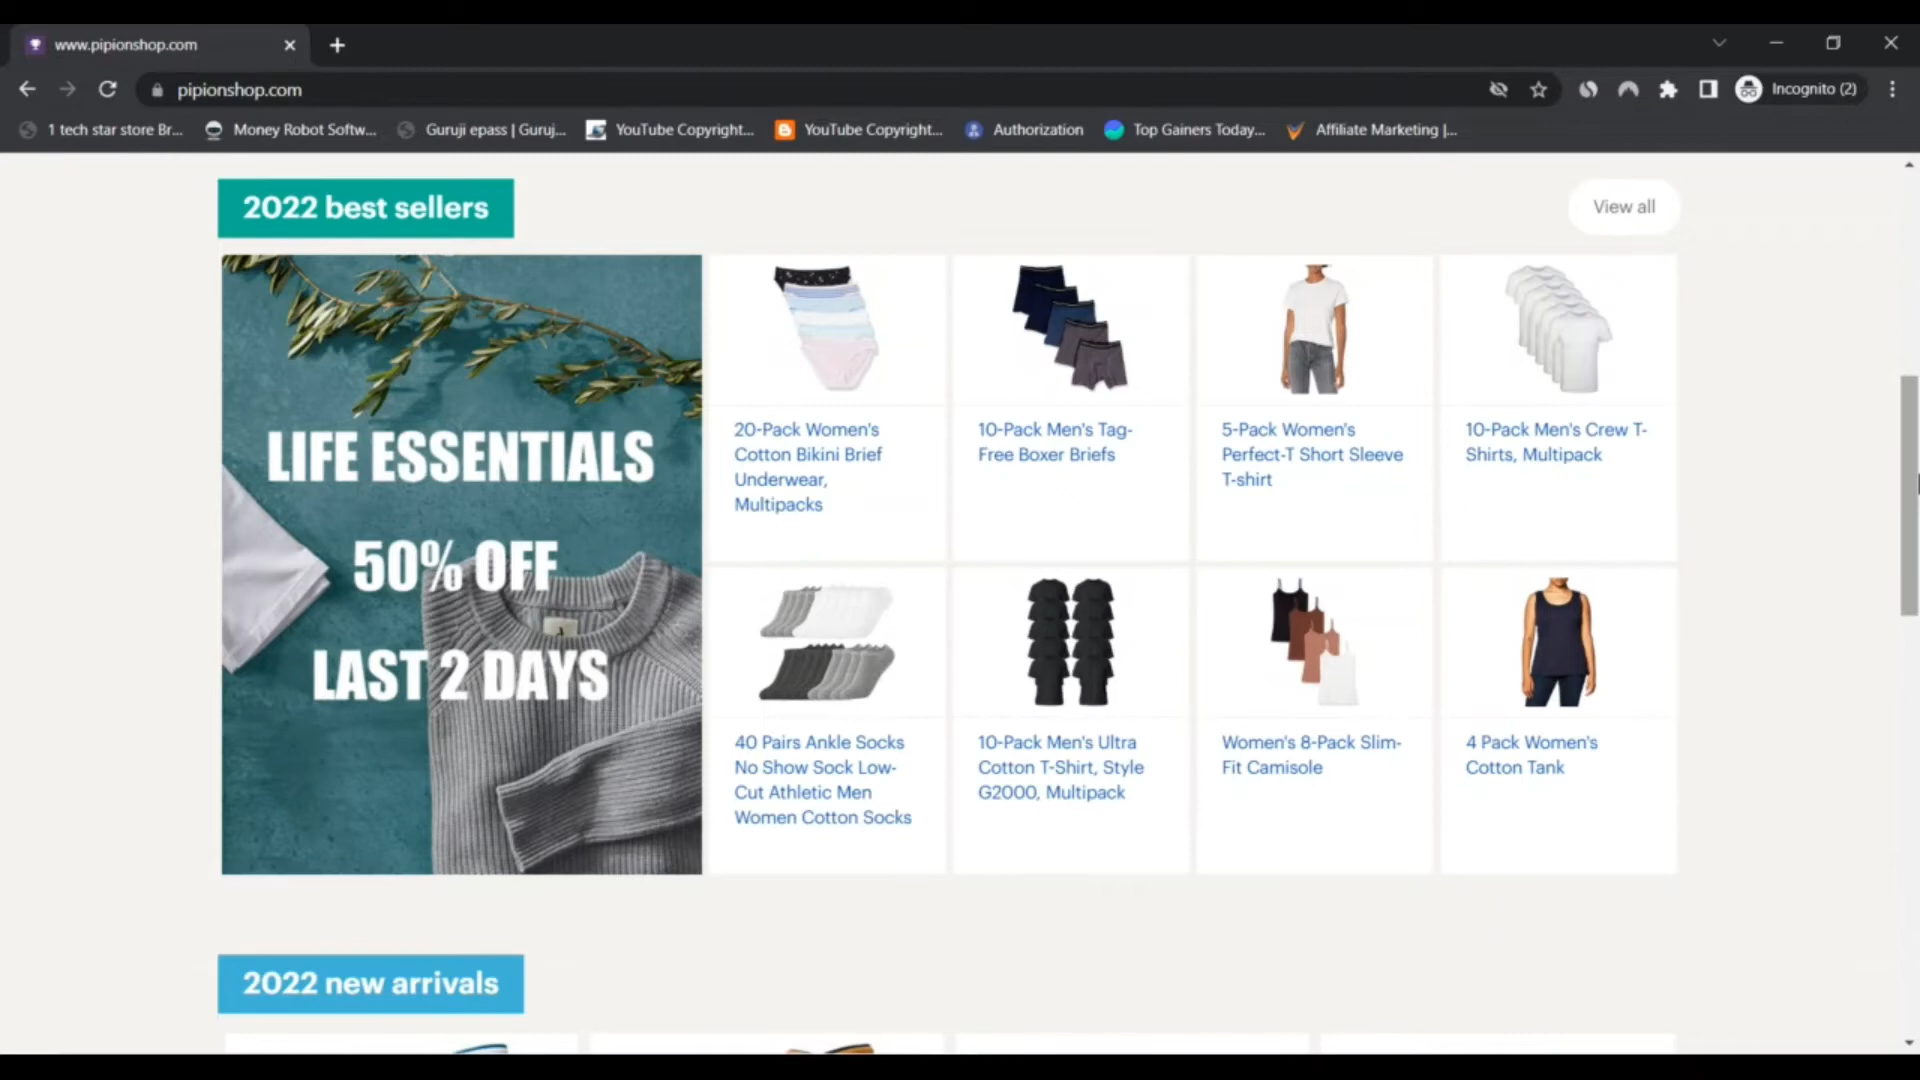 www.pipionshop.com
pipionshop.com
Incognito (2)
1 tech star store Br...
Money Robot Softw...
Guruji epass | Guruj...
YouTube Copyright...
YouTube Copyright...
Authorization
Top Gainers Today...
Affiliate Marketing |...
2022 best sellers
View all
LIFE ESSENTIALS
50% OFF
LAST 2 DAYS
20-Pack Women's
Cotton Bikini Brief
Underwear,
Multipacks
10-Pack Men's Tag-
Free Boxer Briefs
5-Pack Women's
Perfect-T Short Sleeve
T-shirt
10-Pack Men's Crew T-
Shirts, Multipack
40 Pairs Ankle Socks
No Show Sock Low-
Cut Athletic Men
Women Cotton Socks
10-Pack Men's Ultra
Cotton T-Shirt, Style
G2000, Multipack
Women's 8-Pack Slim-
Fit Camisole
4 Pack Women's
Cotton Tank
2022 new arrivals